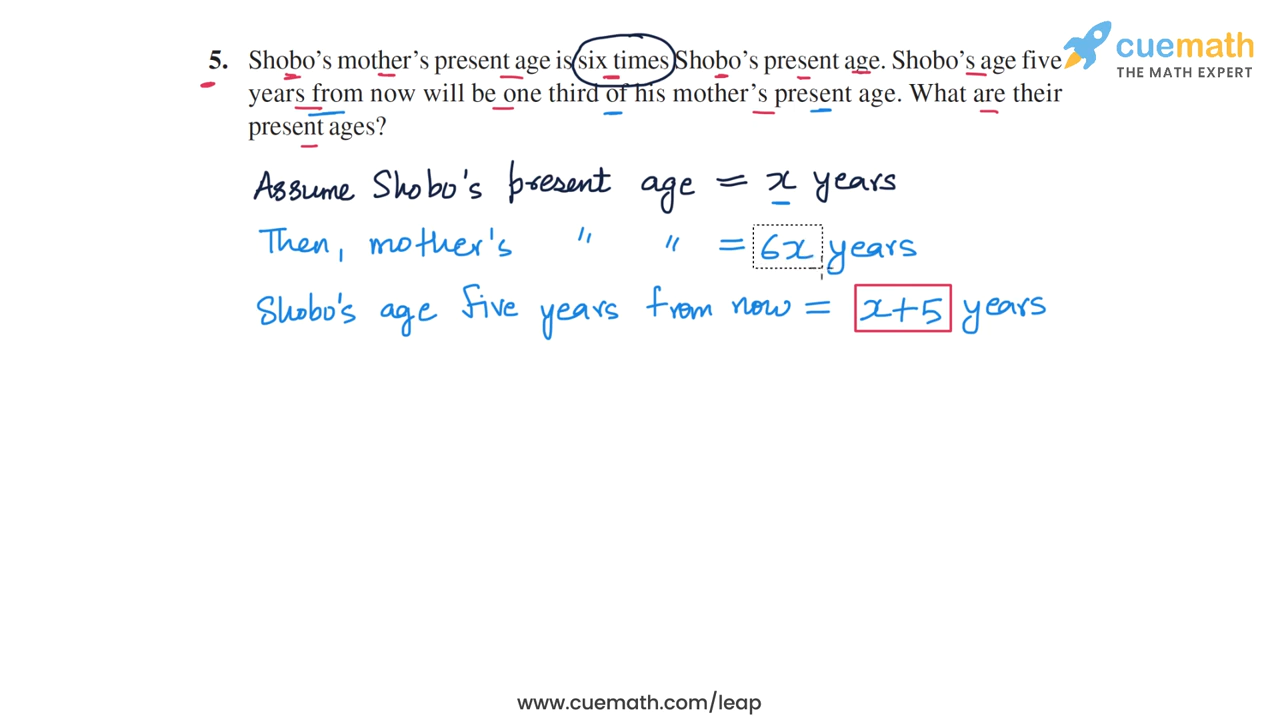 cuemath
THE MATH EXPERT
5. Shobo's mother's present age is six times Shobo's present age. Shobo's age five
years from now will be one third of his mother's present age. What are their
present ages?
Assume Shobo's present age = x years
Then, mother's " " = 6x years
Shobo's age five years from now = x+5 years
www.cuemath.com/leap